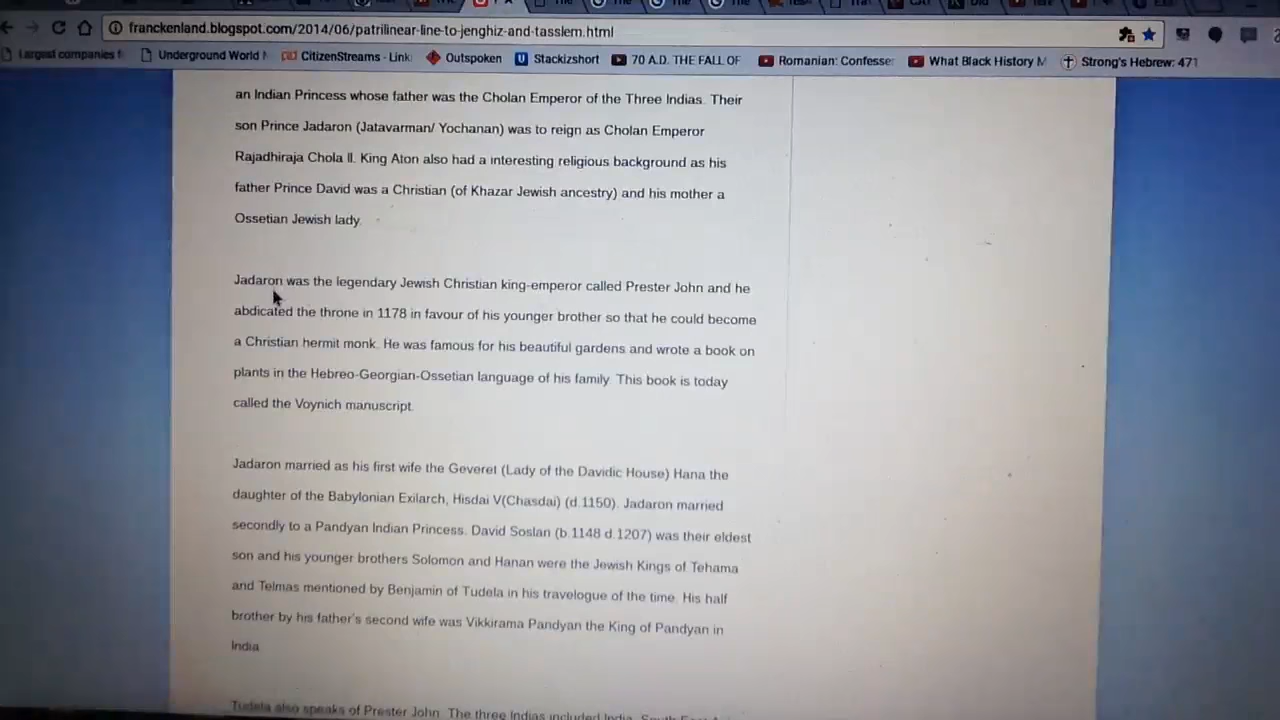 franckenland.blogspot.com/2014/06/patrilinear-line-to-jenghiz-and-tasslem.html
Largest companies Underground World CitizenStreams - Link Outspoken Stackizshort 70 A.D. THE FALL OF Romanian: Confesse What Black History M Strong's Hebrew: 471
an Indian Princess whose father was the Cholan Emperor of the Three Indias. Their
son Prince Jadaron (Jatavarman/ Yochanan) was to reign as Cholan Emperor
Rajadhiraja Chola II. King Aton also had a interesting religious background as his
father Prince David was a Christian (of Khazar Jewish ancestry) and his mother a
Ossetian Jewish lady.
Jadaron was the legendary Jewish Christian king-emperor called Prester John and he
abdicated the throne in 1178 in favour of his younger brother so that he could become
a Christian hermit monk. He was famous for his beautiful gardens and wrote a book on
plants in the Hebreo-Georgian-Ossetian language of his family. This book is today
called the Voynich manuscript.
Jadaron married as his first wife the Geveret (Lady of the Davidic House) Hana the
daughter of the Babylonian Exilarch, Hisdai V(Chasdai) (d.1150). Jadaron married
secondly to a Pandyan Indian Princess. David Soslan (b.1148 d.1207) was their eldest
son and his younger brothers Solomon and Hanan were the Jewish Kings of Tehama
and Telmas mentioned by Benjamin of Tudela in his travelogue of the time. His half
brother by his father's second wife was Vikkirama Pandyan the King of Pandyan in
India.
Tudela also speaks of Prester John. The three Indias included India, South East